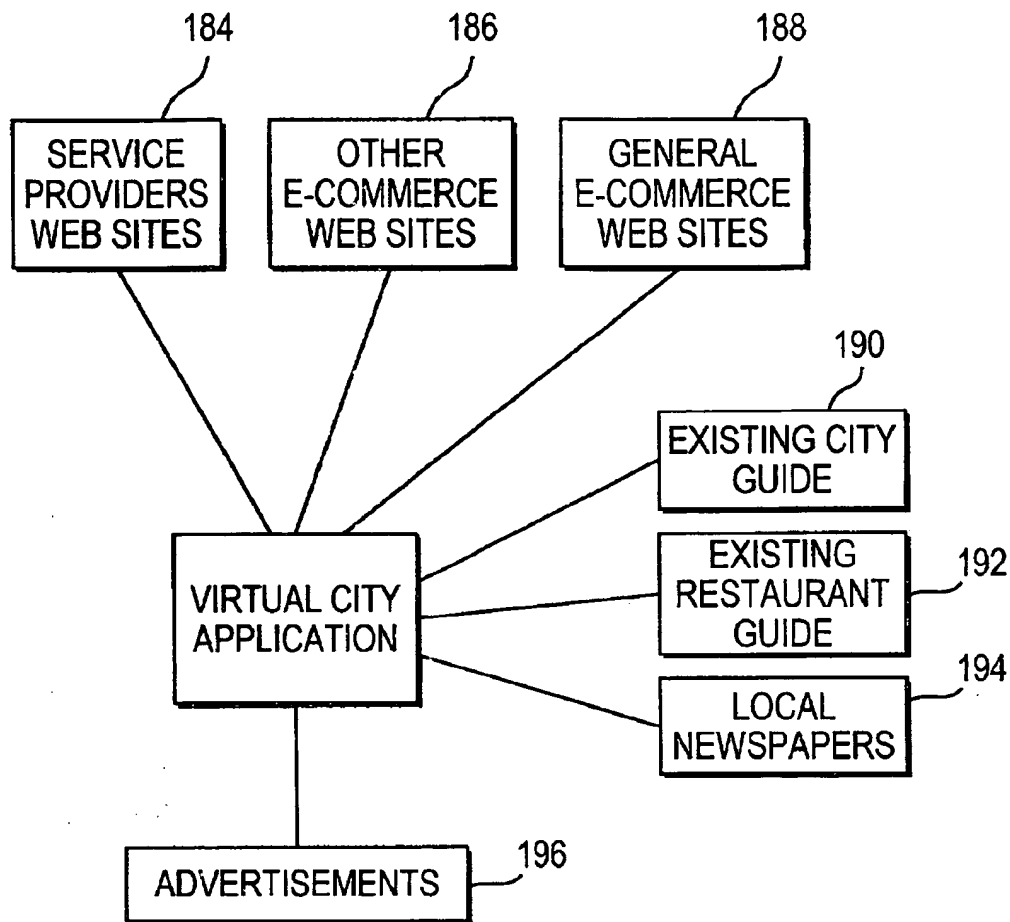 184
186
188
SERVICE
PROVIDERS
WEB SITES
OTHER
E-COMMERCE
WEB SITES
GENERAL
E-COMMERCE
WEB SITES
190
EXISTING CITY
GUIDE
VIRTUAL CITY
APPLICATION
EXISTING
RESTAURANT
GUIDE
192
194
LOCAL
NEWSPAPERS
ADVERTISEMENTS
196